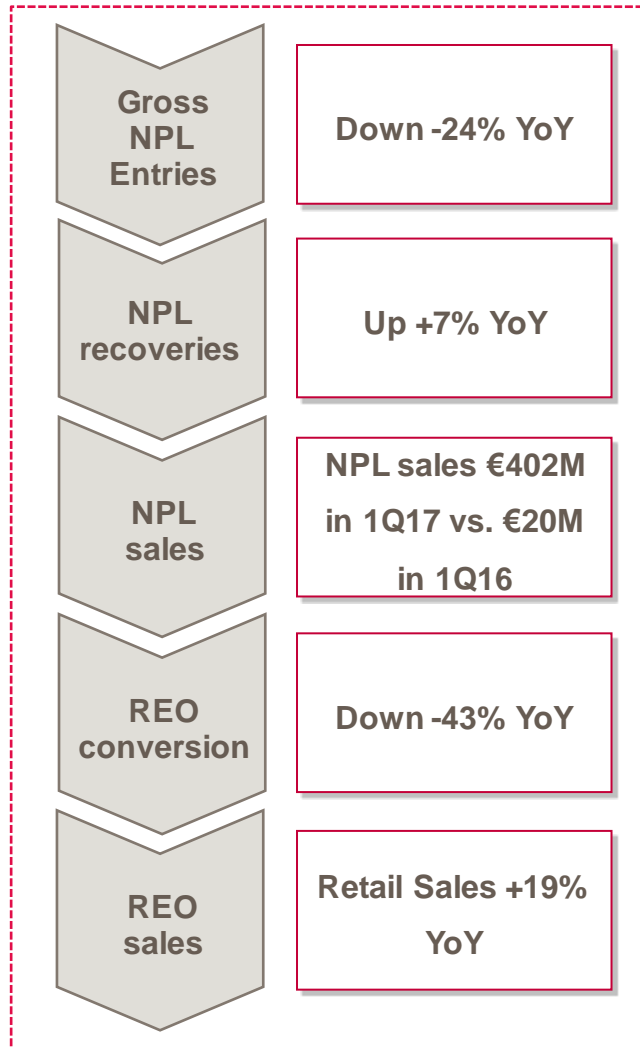 Gross
NPL
Entries
Down -24% YoY
NPL
recoveries
Up +7% YoY
NPL
sales
NPL sales €402M
in 1Q17 vs. €20M
in 1Q16
REO
conversion
Down -43% YoY
REO
sales
Retail Sales +19%
YoY